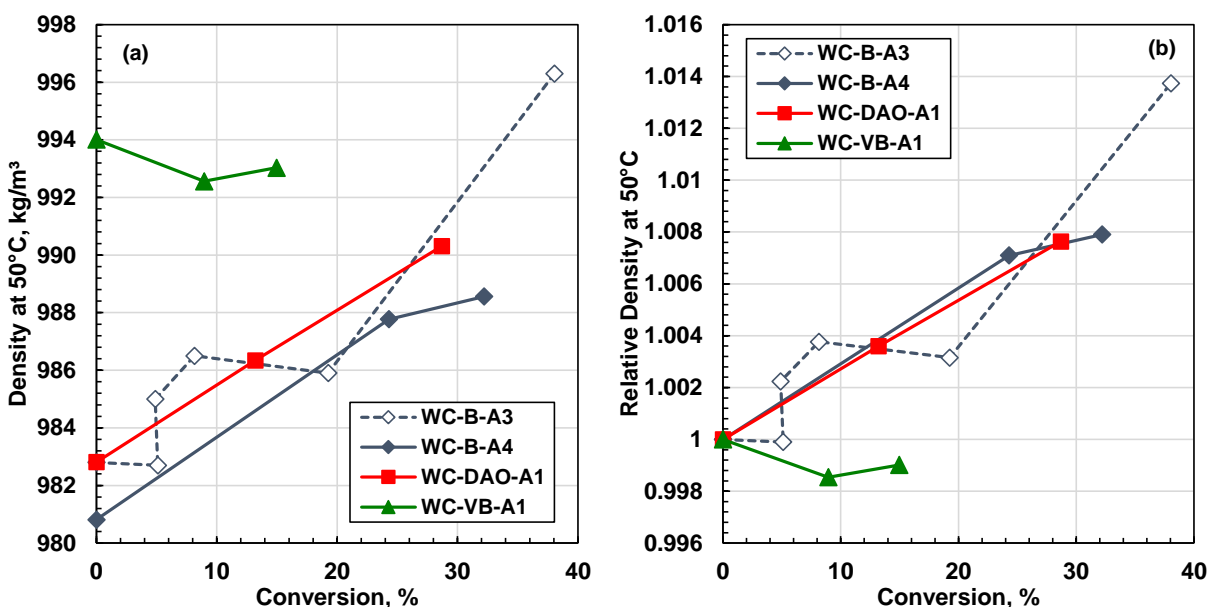 (a)
998
996
994
992
990
988
986
984
982
980
Density at 50°C, kg/m³
WC-B-A3
WC-B-A4
WC-DAO-A1
WC-VB-A1
0 10 20 30 40
Conversion, %
(b)
1.016
1.014
1.012
1.01
1.008
1.006
1.004
1.002
1
0.998
0.996
Relative Density at 50°C
WC-B-A3
WC-B-A4
WC-DAO-A1
WC-VB-A1
0 10 20 30 40
Conversion, %